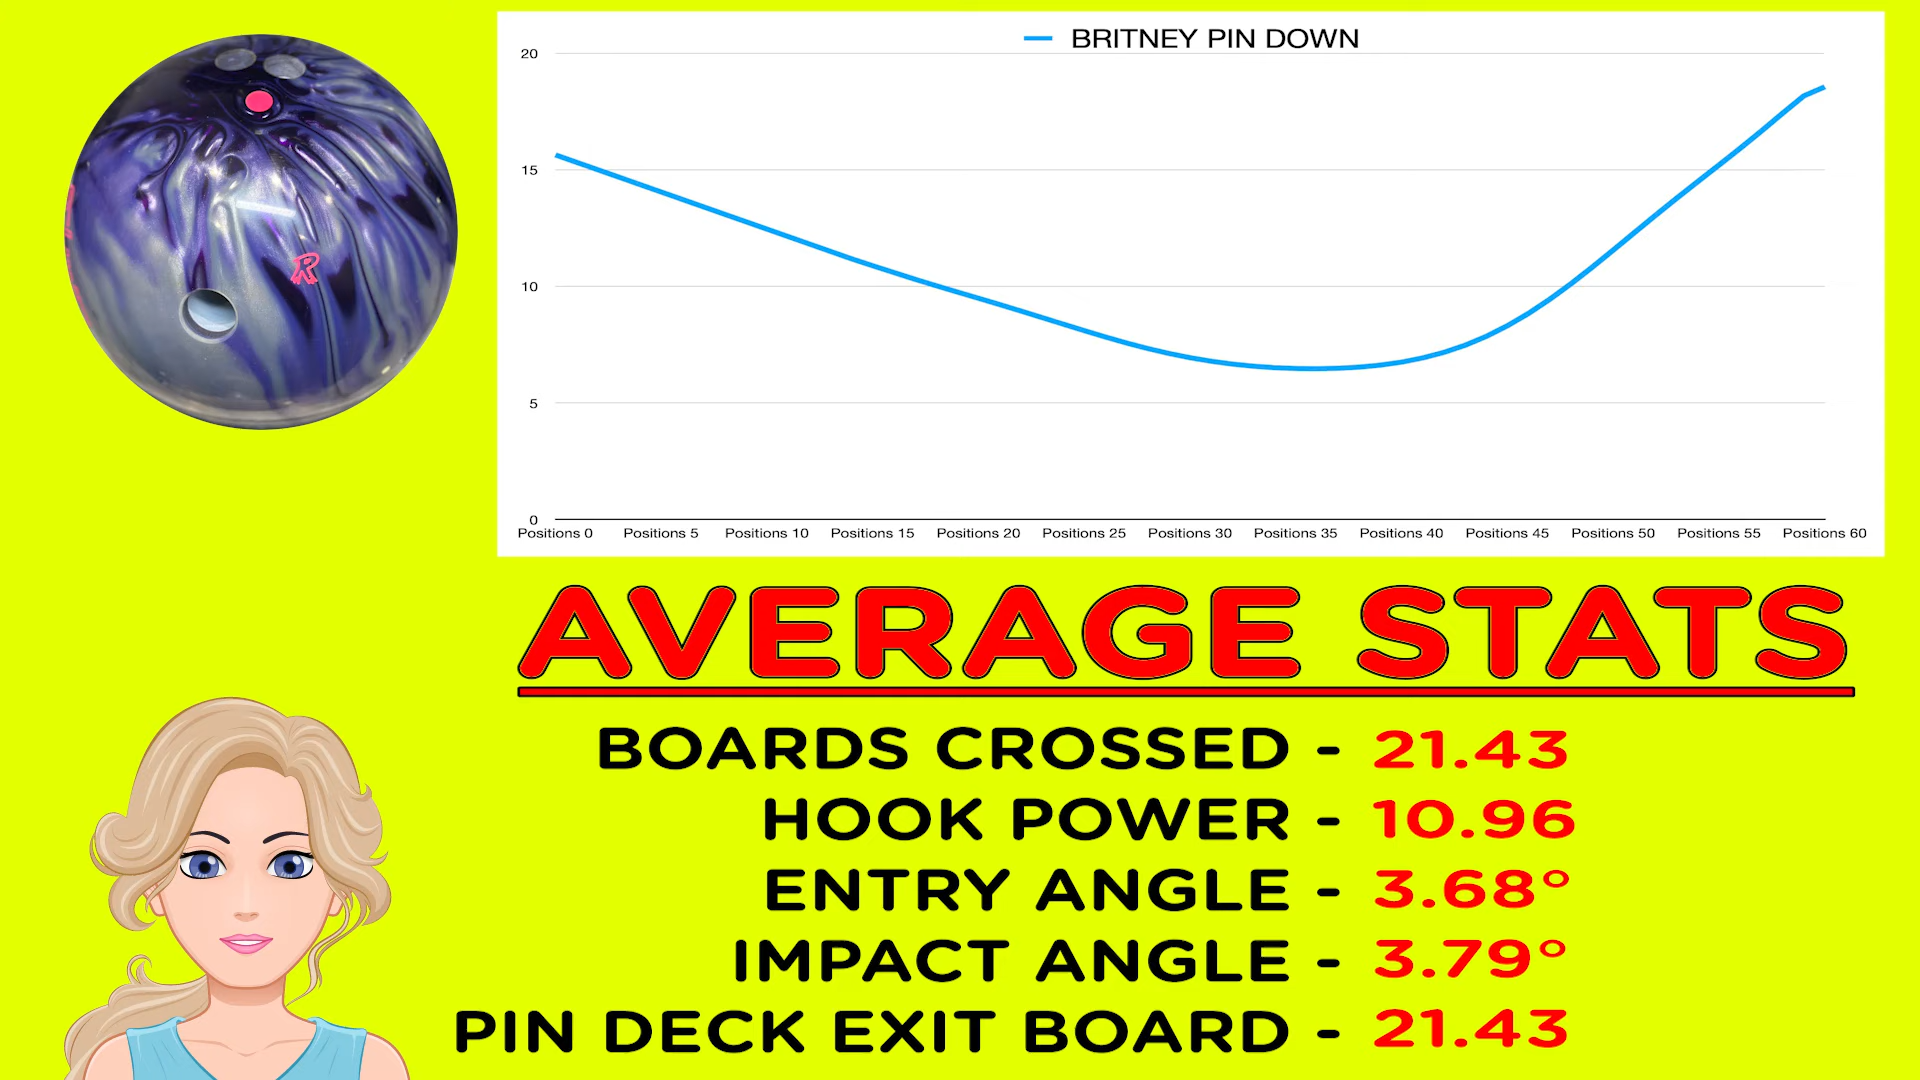 BRITNEY PIN DOWN
20
15
10
5
0
Positions 0 Positions 5 Positions 10 Positions 15 Positions 20 Positions 25 Positions 30 Positions 35 Positions 40 Positions 45 Positions 50 Positions 55 Positions 60
R
AVERAGE STATS
BOARDS CROSSED - 21.43
HOOK POWER - 10.96
ENTRY ANGLE - 3.68°
IMPACT ANGLE - 3.79°
PIN DECK EXIT BOARD - 21.43